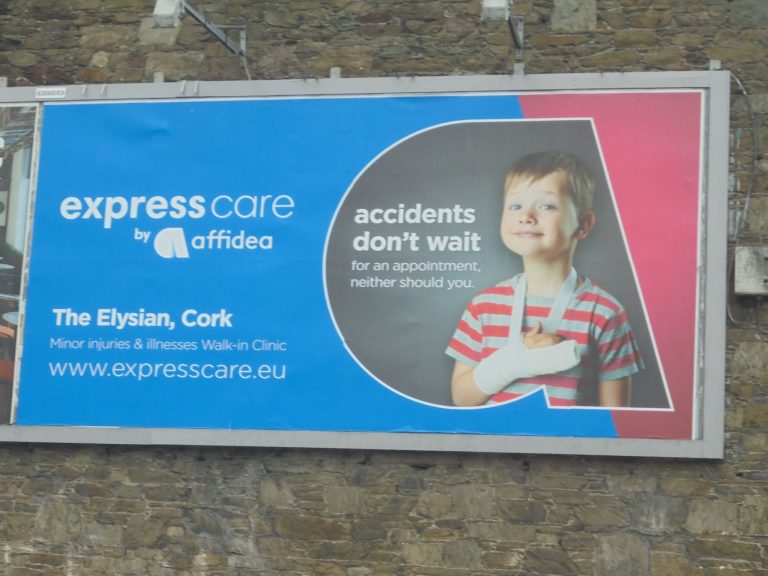 express care
by affidea
The Elysian, Cork
Minor injuries & illnesses Walk-in Clinic
www.expresscare.eu
accidents
don't wait
for an appointment,
neither should you.